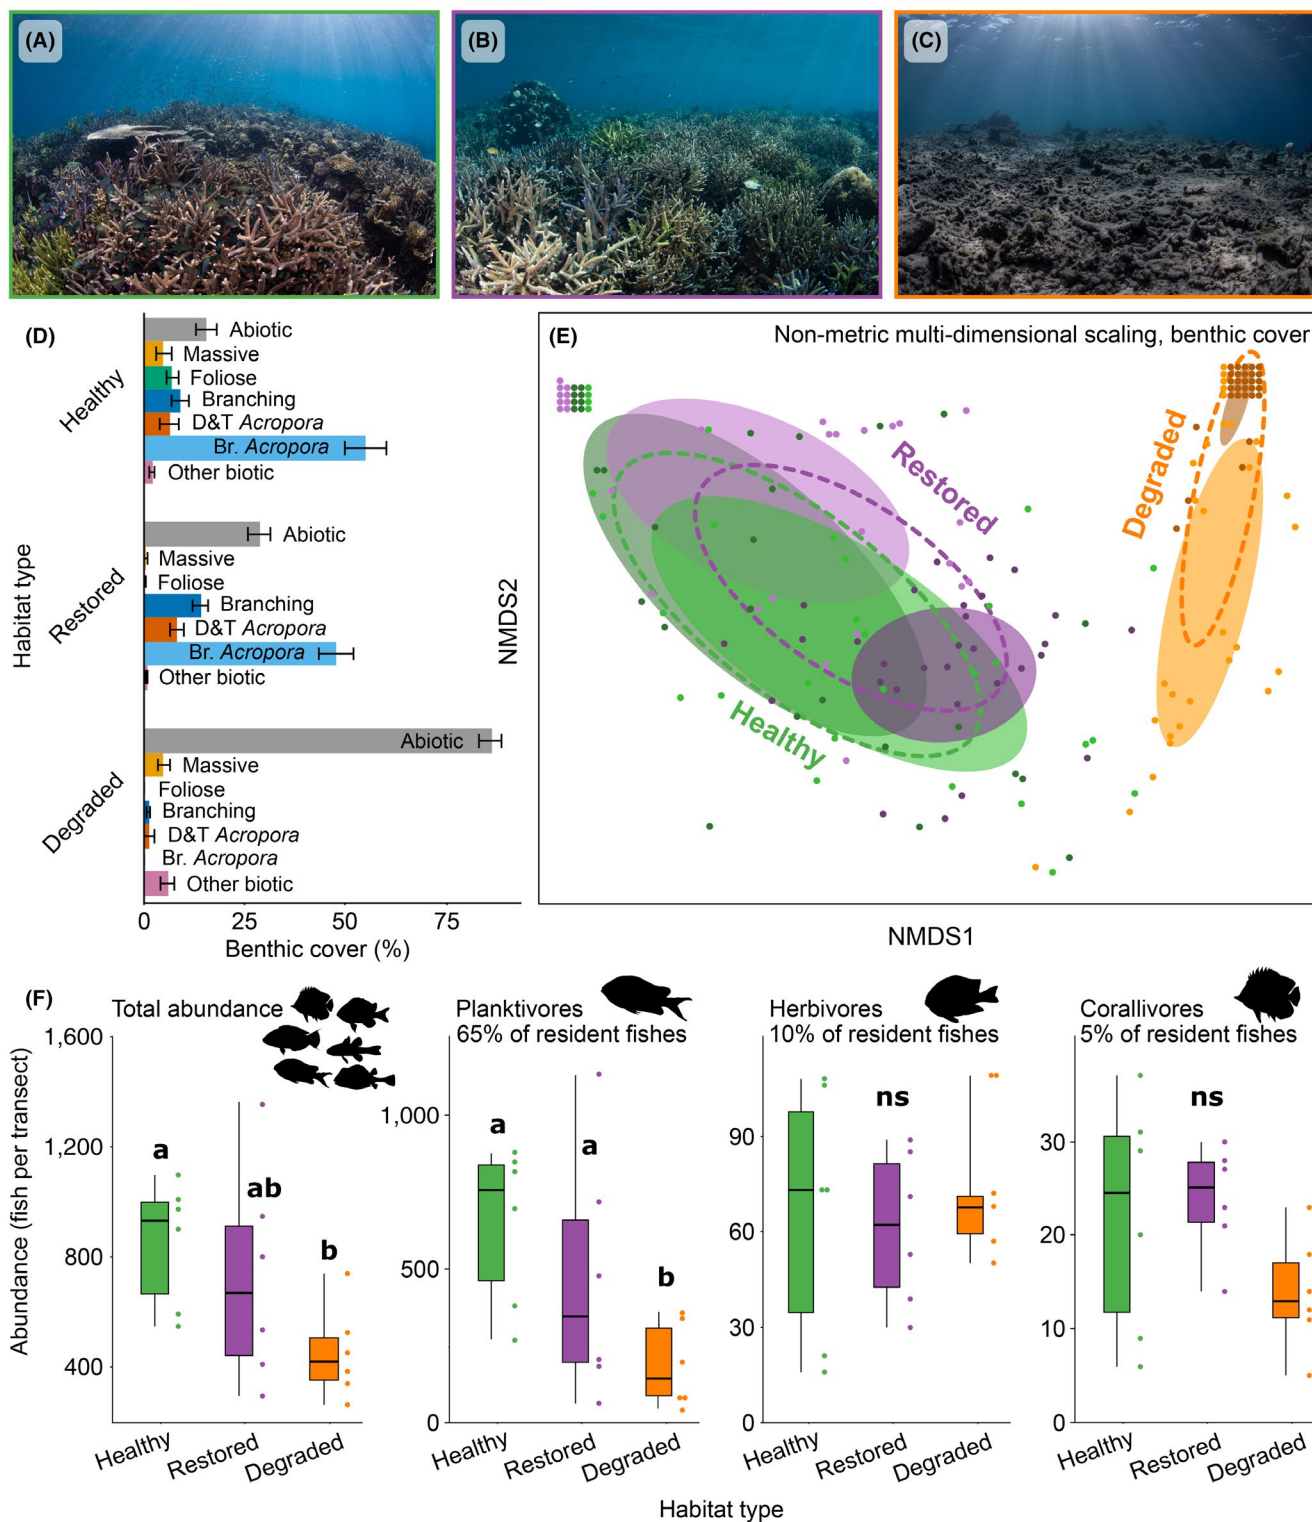 (A)
(B)
(C)
(D)
Habitat type
Healthy
Abiotic
Massive
Foliose
Branching
D&T Acropora
Br. Acropora
Other biotic
Restored
Abiotic
Massive
Foliose
Branching
D&T Acropora
Br. Acropora
Other biotic
Degraded
Abiotic
Massive
Foliose
Branching
D&T Acropora
Br. Acropora
Other biotic
0 25 50 75
Benthic cover (%)
(E)
Non-metric multi-dimensional scaling, benthic cover
Restored
Degraded
Healthy
NMDS2
NMDS1
(F)
Abundance (fish per transect)
Total abundance
1,600
1,200
800
400
a
ab
b
Healthy
Restored
Degraded
Planktivores
65% of resident fishes
1,000
500
0
a
a
b
Healthy
Restored
Degraded
Herbivores
10% of resident fishes
90
60
30
0
ns
Healthy
Restored
Degraded
Corallivores
5% of resident fishes
30
20
10
0
ns
Healthy
Restored
Degraded
Habitat type